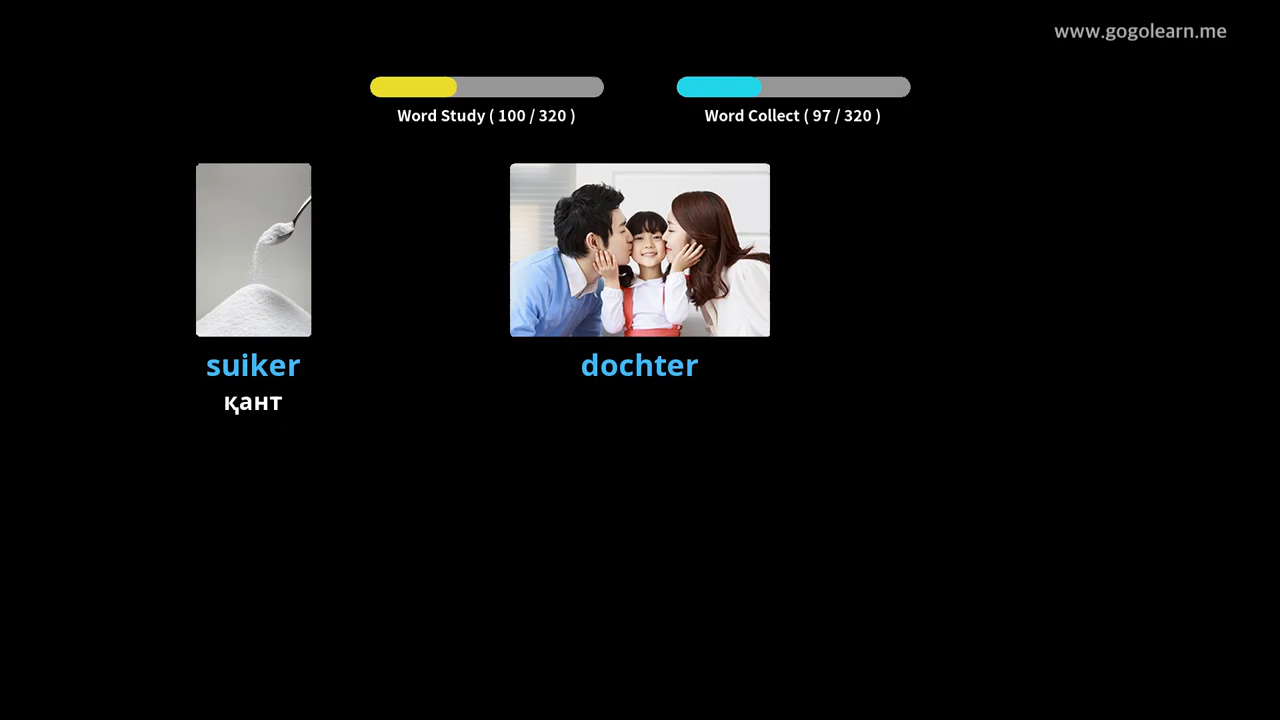 www.gogolearn.me
Word Study ( 100 / 320 )
Word Collect ( 97 / 320 )
suiker
қант
dochter